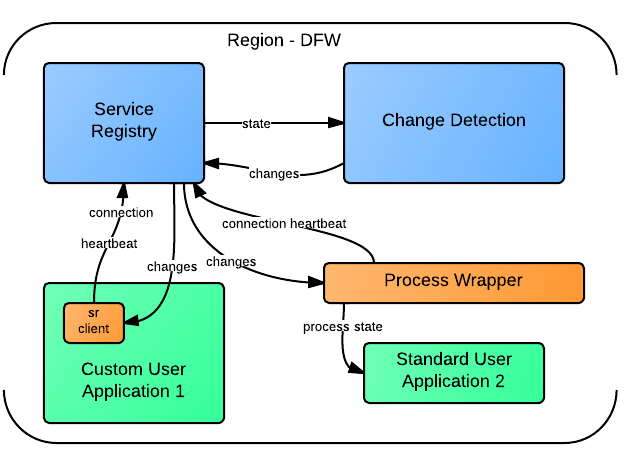 Region - DFW
Service
Registry
Change Detection
state
changes
connection
heartbeat
connection heartbeat
changes
changes
Process Wrapper
sr
client
process state
Custom User
Application 1
Standard User
Application 2